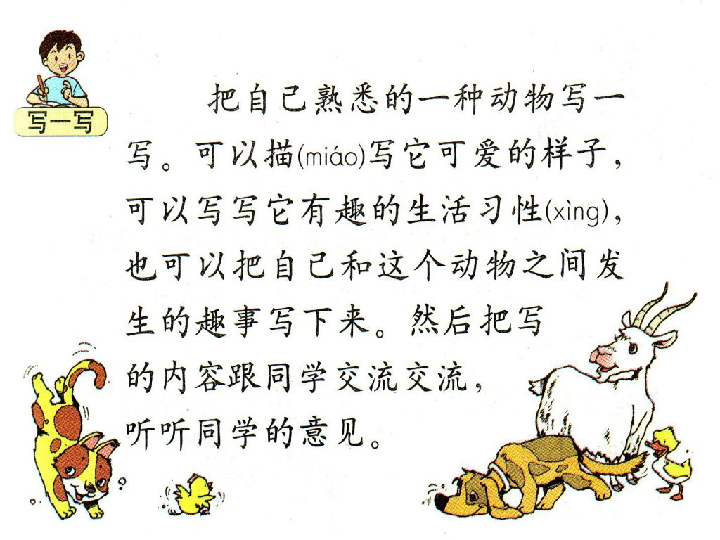 写一写
把自己熟悉的一种动物写一
写。可以描(miáo)写它可爱的样子，
可以写写它有趣的生活习性(xìng)，
也可以把自己和这个动物之间发
生的趣事写下来。然后把写
的内容跟同学交流交流，
听听同学的意见。